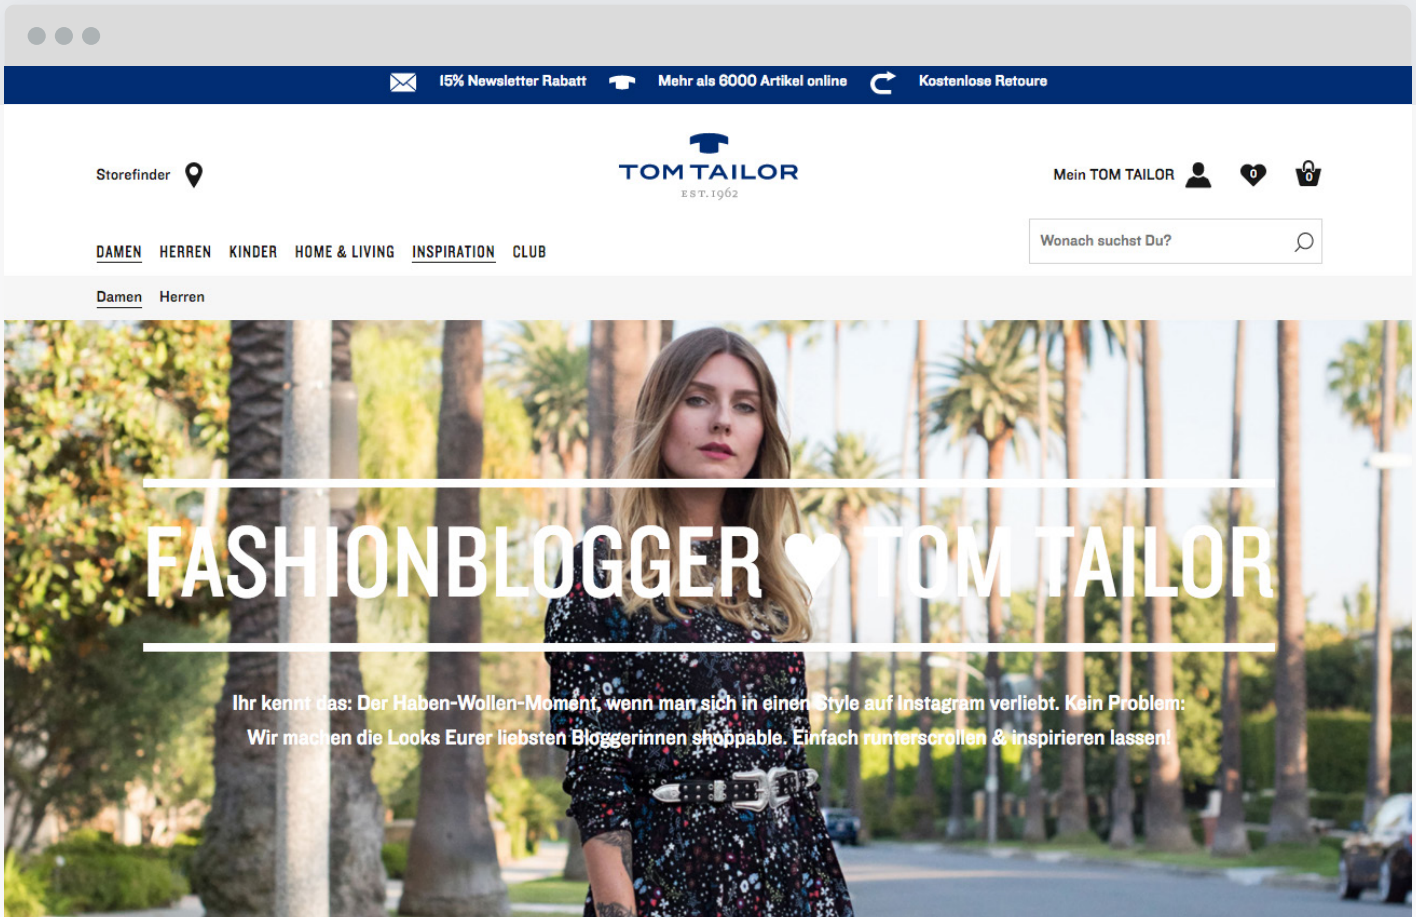 15% Newsletter Rabatt Mehr als 6000 Artikel online Kostenlose Retoure
Storefinder
TOM TAILOR
EST. 1962
Mein TOM TAILOR 0 0
DAMEN HERREN KINDER HOME & LIVING INSPIRATION CLUB
Wonach suchst Du?
Damen Herren
FASHIONBLOGGER ♥ TOM TAILOR
Ihr kennt das: Der Haben-Wollen-Moment, wenn man sich in einen Style auf Instagram verliebt. Kein Problem:
Wir machen die Looks Eurer liebsten Bloggerinnen shoppable. Einfach runterscrollen & inspirieren lassen!